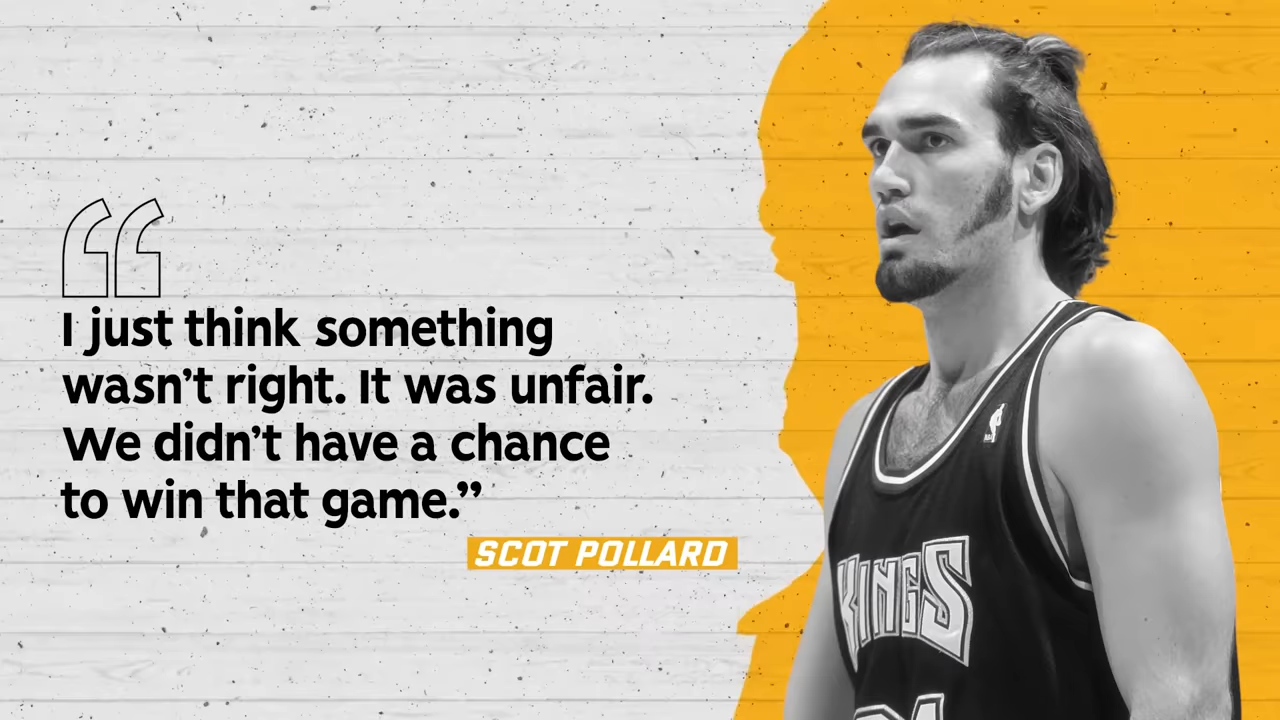 “
I just think something
wasn’t right. It was unfair.
We didn’t have a chance
to win that game.”
SCOT POLLARD
KINGS